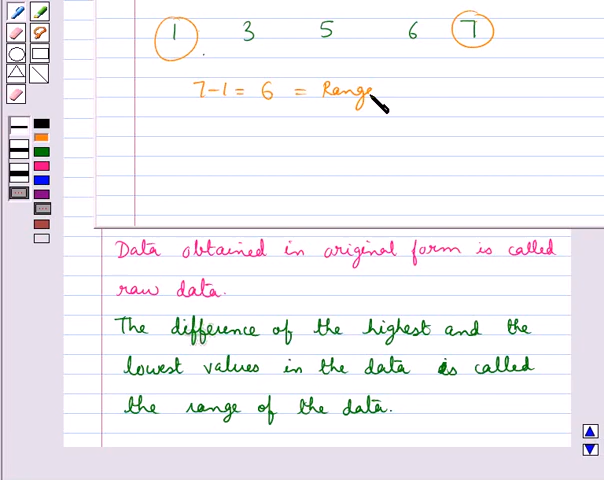 1 3 5 6 7
7-1 = 6 = Range
Data obtained in original form is called
raw data.
The difference of the highest and the
lowest values in the data is called
the range of the data.